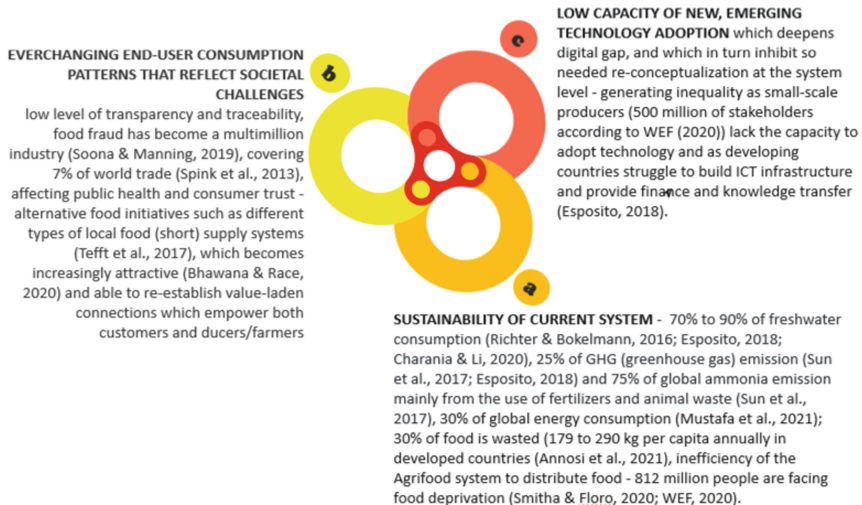 EVERCHANGING END-USER CONSUMPTION
PATTERNS THAT REFLECT SOCIETAL
CHALLENGES
low level of transparency and traceability,
food fraud has become a multimillion
industry (Soona & Manning, 2019), covering
7% of world trade (Spink et al., 2013),
affecting public health and consumer trust -
alternative food initiatives such as different
types of local food (short) supply systems
(Tefft et al., 2017), which becomes
increasingly attractive (Bhawana & Race,
2020) and able to re-establish value-laden
connections which empower both
customers and ducers/farmers
b
c
LOW CAPACITY OF NEW, EMERGING
TECHNOLOGY ADOPTION which deepens
digital gap, and which in turn inhibit so
needed re-conceptualization at the system
level - generating inequality as small-scale
producers (500 million of stakeholders
according to WEF (2020)) lack the capacity to
adopt technology and as developing
countries struggle to build ICT infrastructure
and provide finance and knowledge transfer
(Esposito, 2018).
a
SUSTAINABILITY OF CURRENT SYSTEM - 70% to 90% of freshwater
consumption (Richter & Bokelmann, 2016; Esposito, 2018;
Charania & Li, 2020), 25% of GHG (greenhouse gas) emission (Sun
et al., 2017; Esposito, 2018) and 75% of global ammonia emission
mainly from the use of fertilizers and animal waste (Sun et al.,
2017), 30% of global energy consumption (Mustafa et al., 2021);
30% of food is wasted (179 to 290 kg per capita annually in
developed countries (Annosi et al., 2021), inefficiency of the
Agrifood system to distribute food - 812 million people are facing
food deprivation (Smitha & Floro, 2020; WEF, 2020).